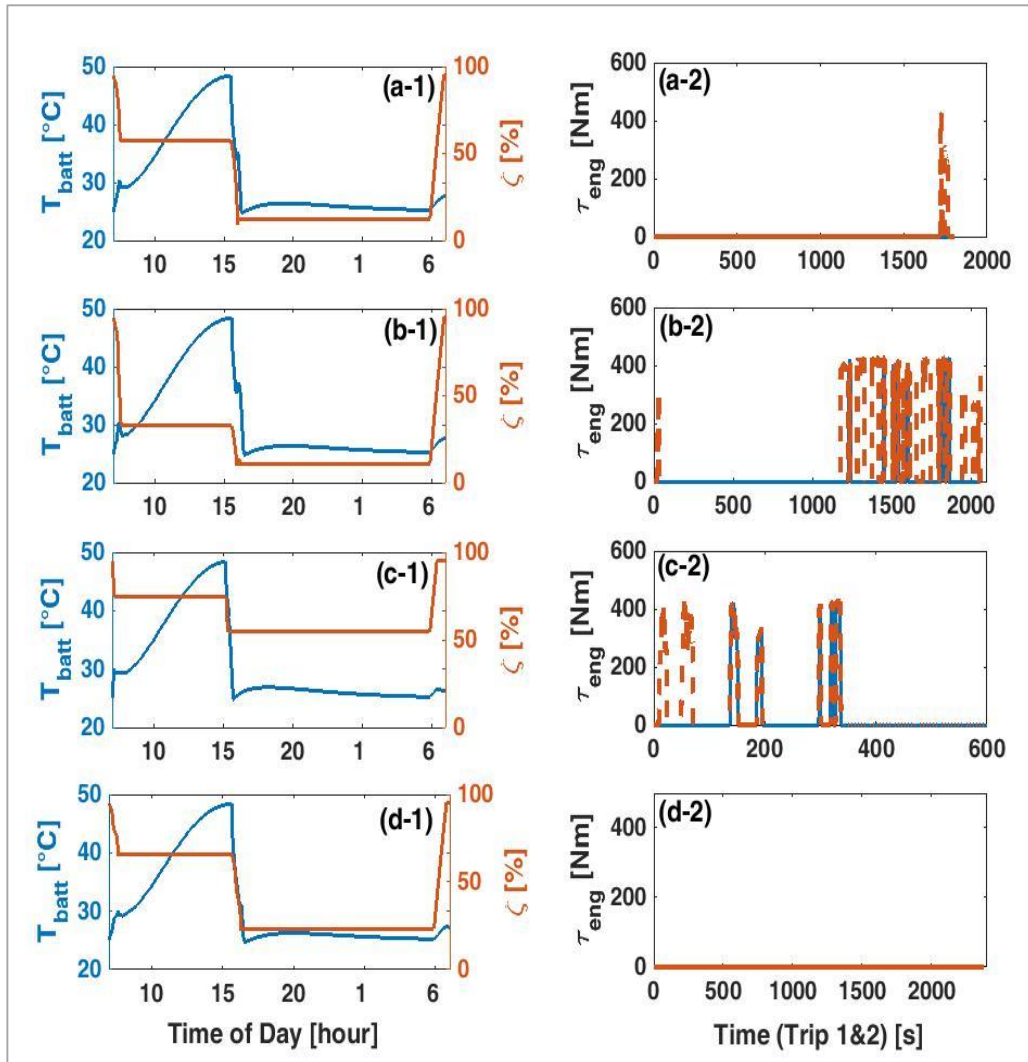 (a-1)
T_batt [°C]
50
40
30
20
ζ [%]
100
50
0
10 15 20 1 6
(a-2)
τ_eng [Nm]
600
400
200
0
0 500 1000 1500 2000
(b-1)
T_batt [°C]
50
40
30
20
ζ [%]
100
50
0
10 15 20 1 6
(b-2)
τ_eng [Nm]
600
400
200
0
0 500 1000 1500 2000
(c-1)
T_batt [°C]
50
40
30
20
ζ [%]
100
50
0
10 15 20 1 6
(c-2)
τ_eng [Nm]
600
400
200
0
0 200 400 600
(d-1)
T_batt [°C]
50
40
30
20
ζ [%]
100
50
0
10 15 20 1 6
Time of Day [hour]
(d-2)
τ_eng [Nm]
400
200
0
0 500 1000 1500 2000
Time (Trip 1&2) [s]